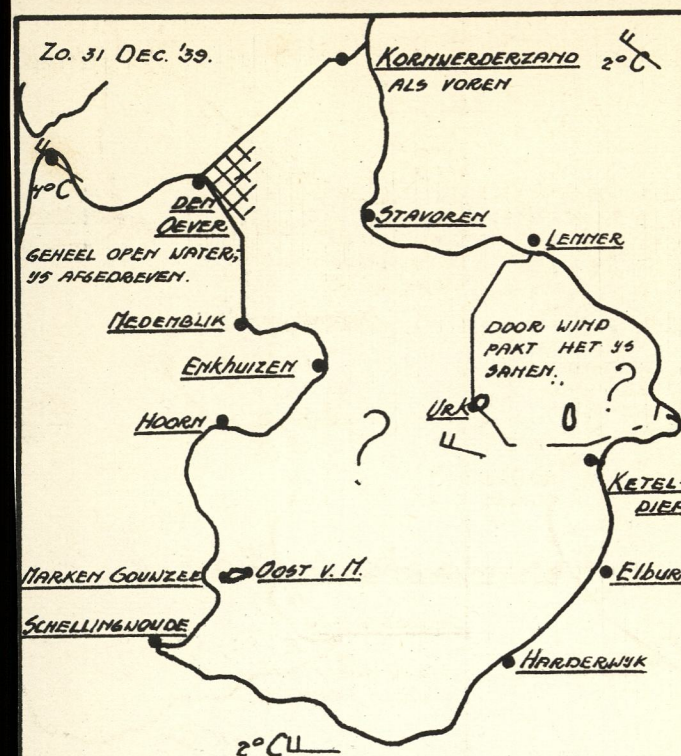 Zo. 31 DEC. '39.
KORNWERDERZAND
ALS VOREN
2° C
4° C
DEN
OEVER
GEHEEL OPEN WATER;
YS AFGEDREVEN.
STAVOREN
LEMMER
MEDEMBLIK
ENKHUIZEN
DOOR WIND
PAKT HET YS
SAMEN.
?
HOORN
URK
?
KETEL-
DIEP
MARKEN GOUWZEE
OOST V. M.
ELBUR
SCHELLINGWOUDE
HARDERWYK
2° C